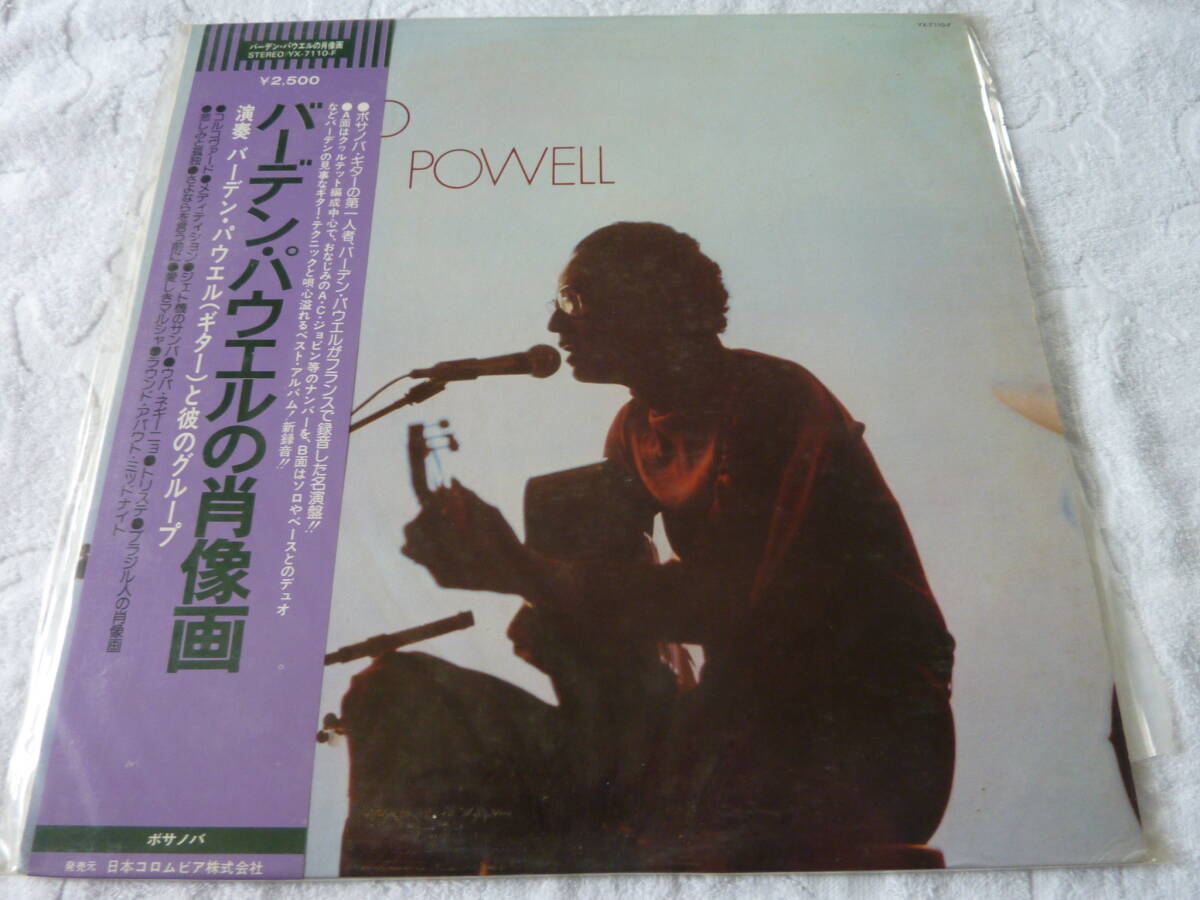 バーデン・パウエルの肖像画
STEREO/YX-7110-F
¥2,500
YX-7110-F
POWELL
●ボサノバ・ギターの第一人者、バーデン・パウエルがフランスで録音した名演盤!!
●A面はクヮルテット編成中心で、おなじみのA・C・ジョビン等のナンバーを、B面はソロやベースとのデュオ
などバーデンの見事なギター・テクニックと唄心溢れるベスト・アルバム!新録音!!
バーデン・パウエルの肖像画
演奏 バーデン・パウエル(ギター)と彼のグループ
●コルコヴァード●メディティション●ジェト機のサンバ●ウパ・ネギーニョ●トリステ●ブラジル人の肖像画
●悲しみと孤独●さよならを言う前に●愛しきマルシャ●ラウンド・アバウト・ミッドナイト
ボサノバ
発売元 日本コロムビア株式会社